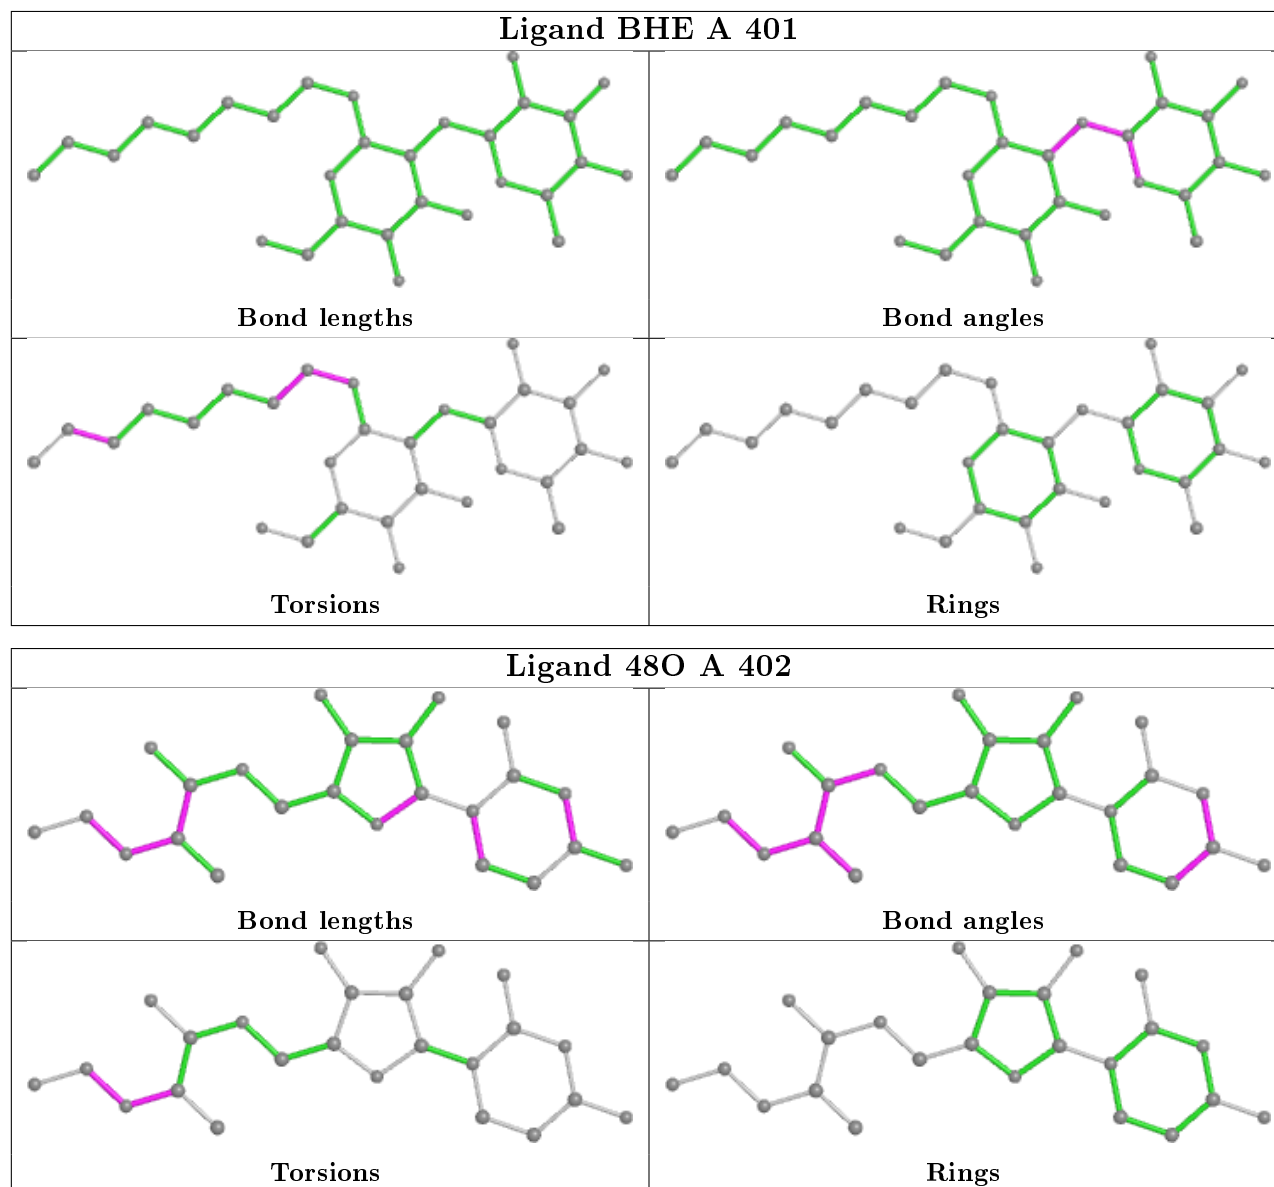 Ligand BHE A 401
Bond lengths
Bond angles
Torsions
Rings
Ligand 48O A 402
Bond lengths
Bond angles
Torsions
Rings